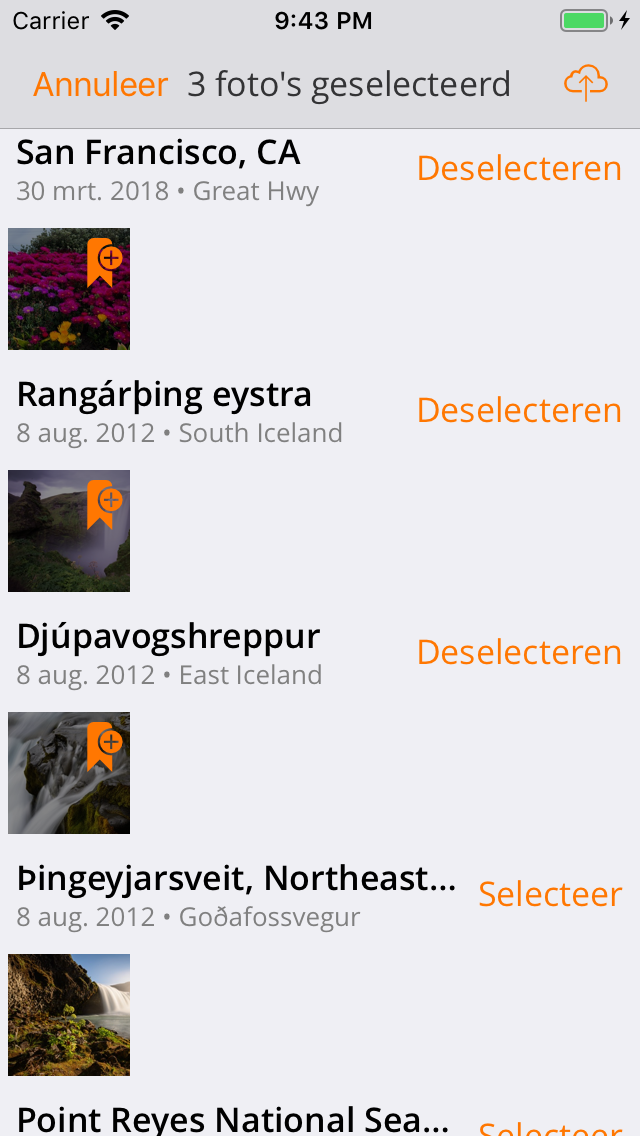 Carrier 9:43 PM
Annuleer 3 foto's geselecteerd
San Francisco, CA
Deselecteren
30 mrt. 2018 • Great Hwy
Rangárþing eystra
Deselecteren
8 aug. 2012 • South Iceland
Djúpavogshreppur
Deselecteren
8 aug. 2012 • East Iceland
Þingeyjarsveit, Northeast...
Selecteer
8 aug. 2012 • Goðafossvegur
Point Reyes National Sea...
Selecteer